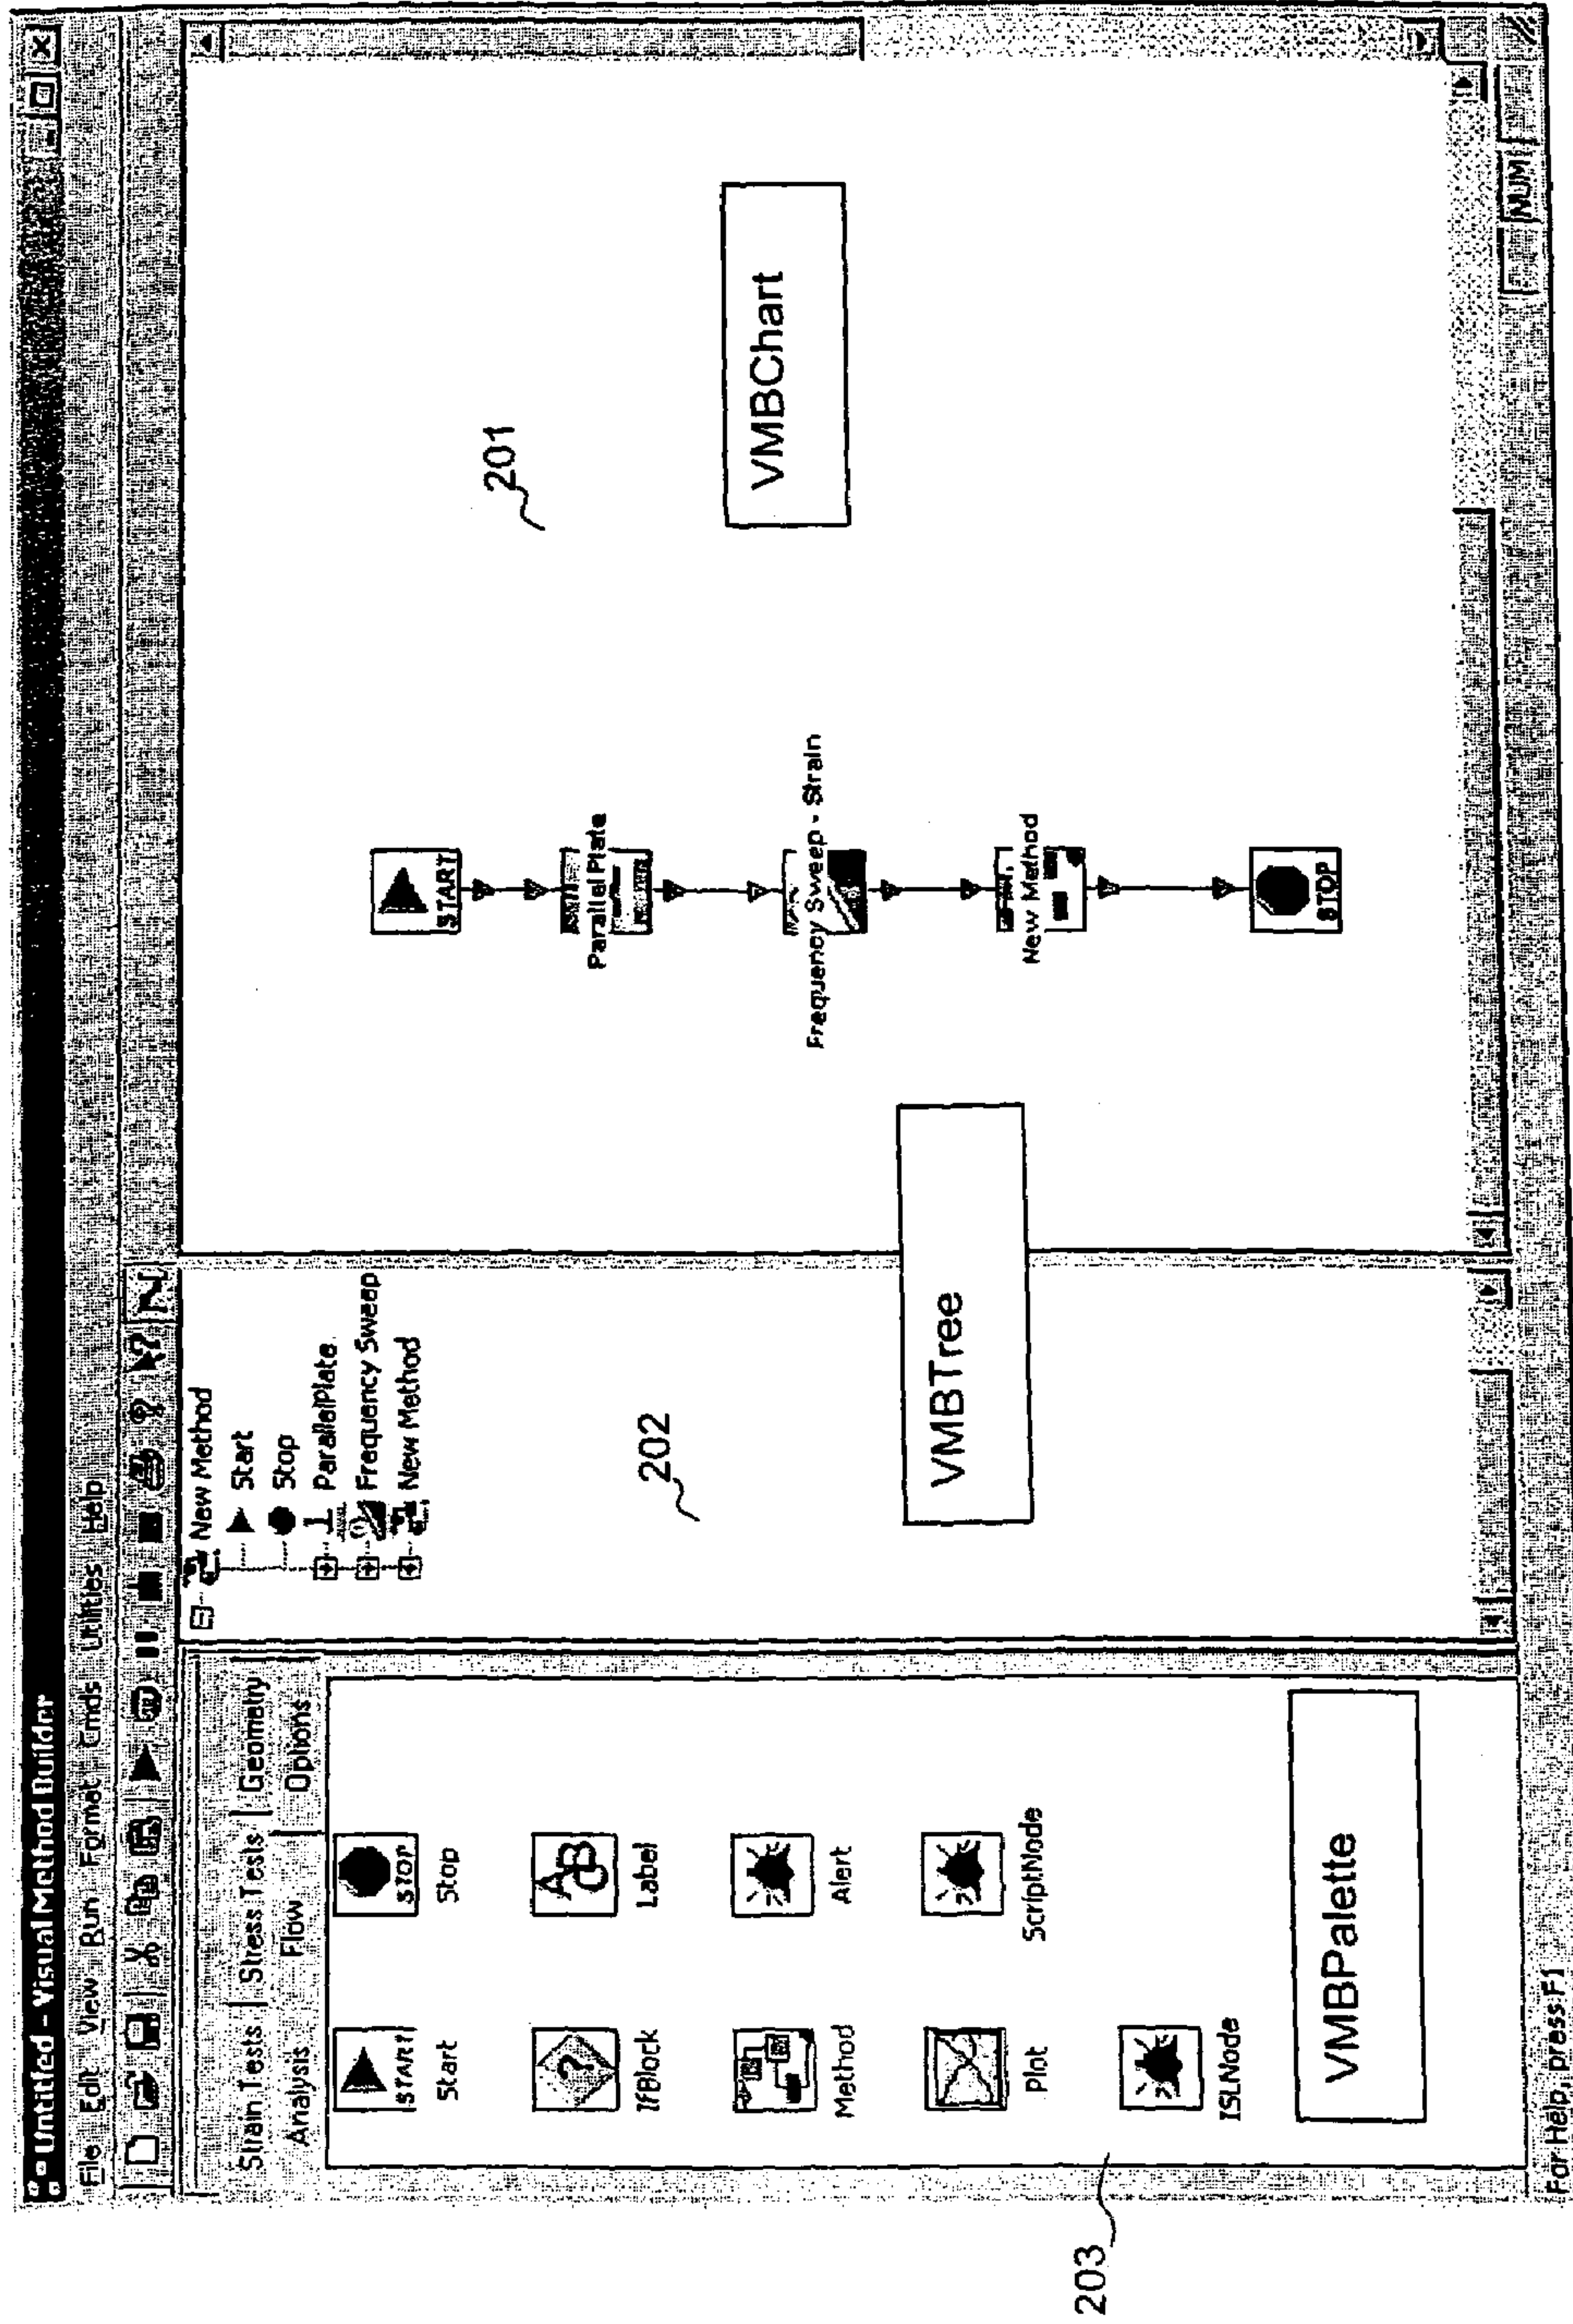 Untitled - Visual Method Builder
File Edit View Run Format Cmds Utilities Help
Strain Tests Stress Tests Geometry
Analysis Flow Options
START STOP
Start Stop
?
ABC
IfBlock Label
Method Alert
Plot ScriptNode
ISLNode
VMBPalette
203
New Method
Start
Stop
ParallelPlate
Frequency Sweep
New Method
202
VMBTree
START
Parallel Plate
Frequency Sweep - Strain
New Method
STOP
201
VMBChart
For Help, press F1
NUM